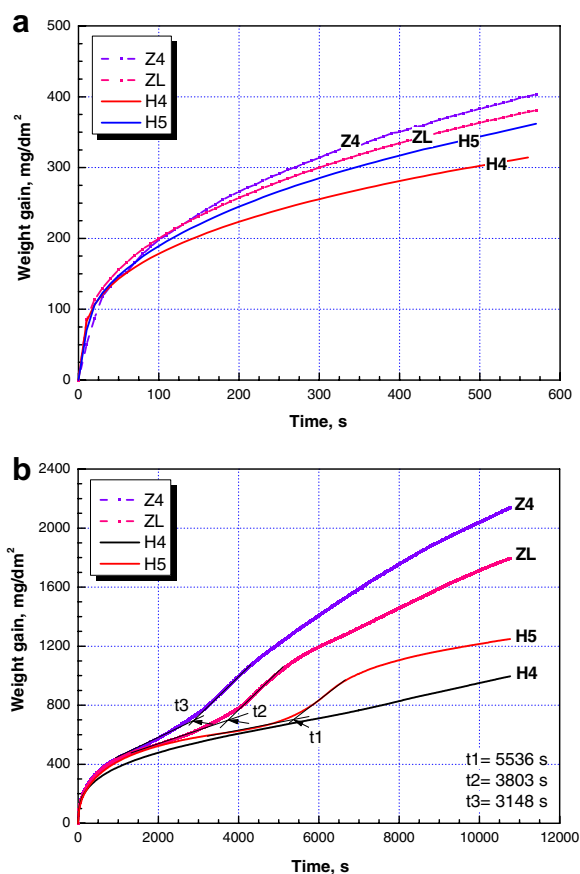 a
500
400
300
200
100
0
Weight gain, mg/dm²
Z4
ZL
H4
H5
Z4
ZL
H5
H4
0 100 200 300 400 500 600
Time, s
b
2400
2000
1600
1200
800
400
0
Weight gain, mg/dm²
Z4
ZL
H4
H5
Z4
ZL
H5
H4
t3
t2
t1
t1= 5536 s
t2= 3803 s
t3= 3148 s
0 2000 4000 6000 8000 10000 12000
Time, s